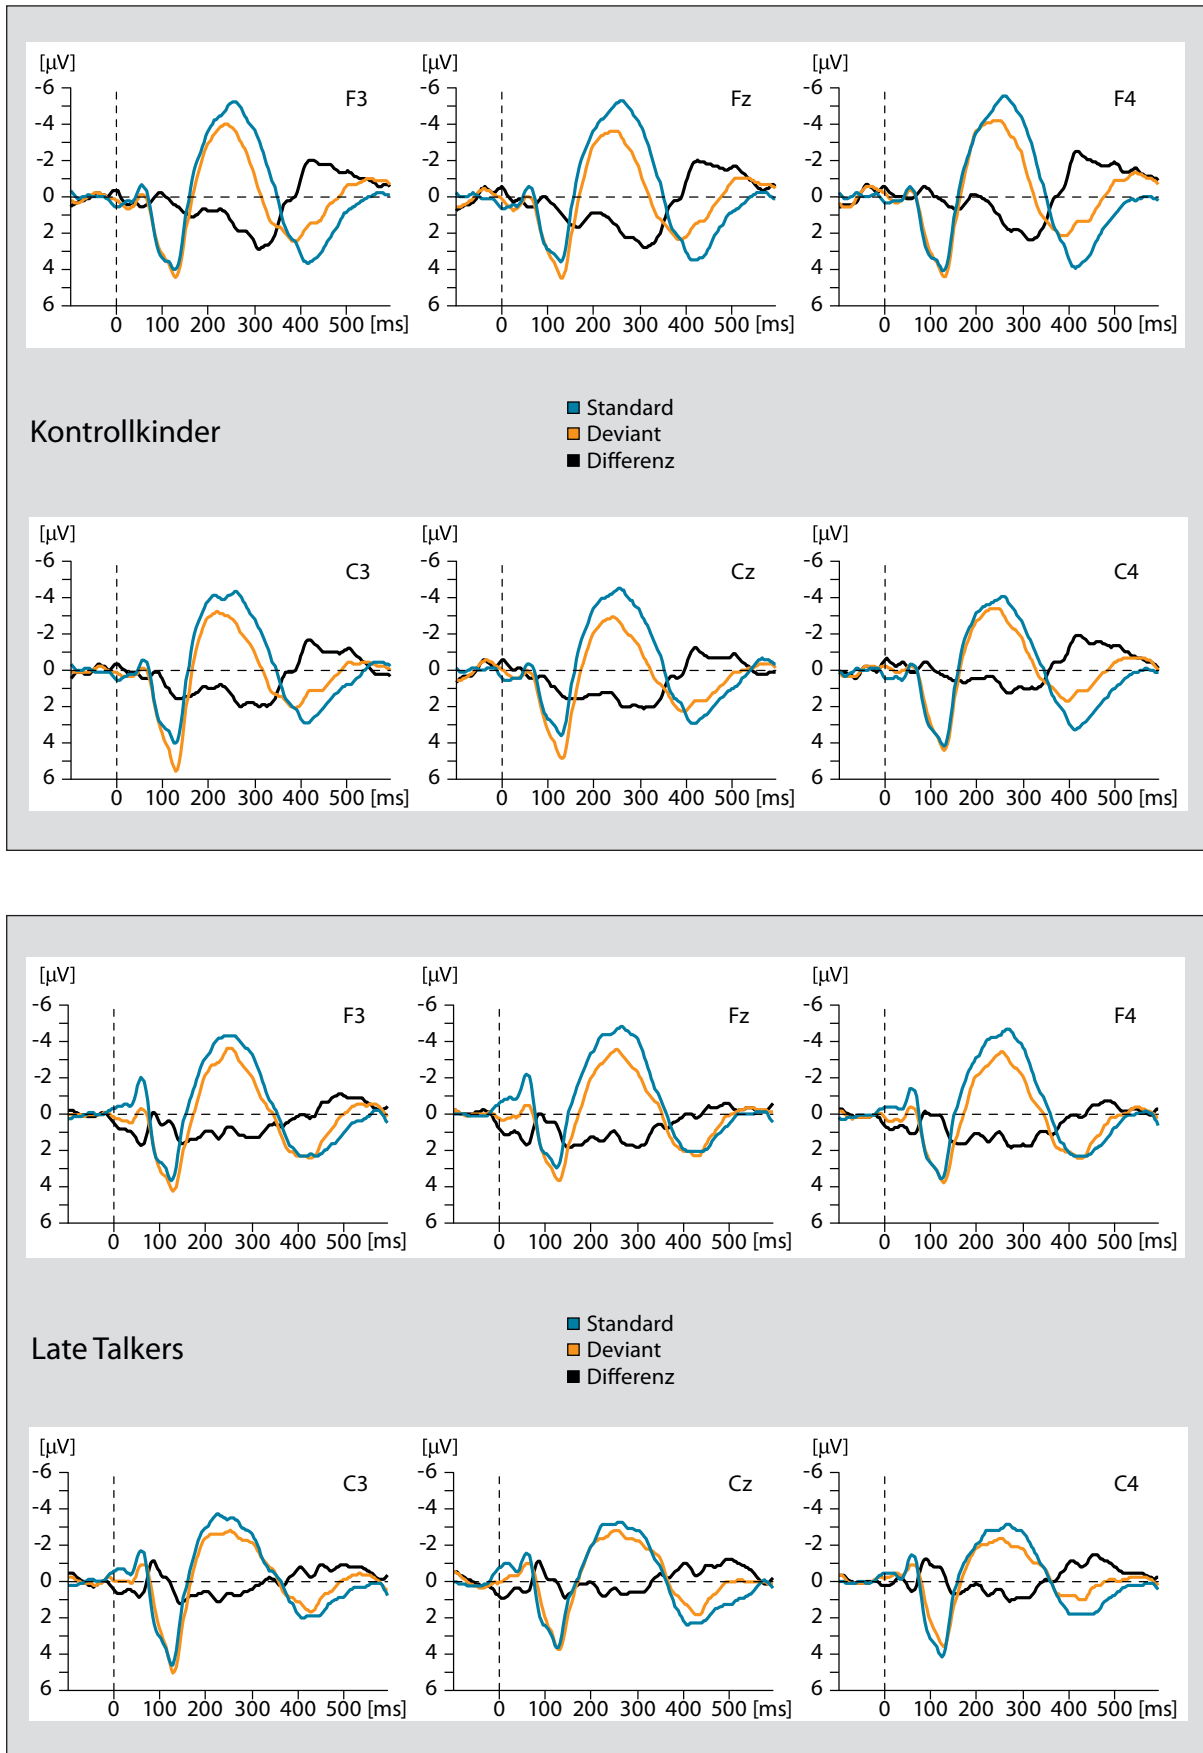 [μV] [μV] [μV]
F3 Fz F4
-6 -6 -6
-4 -4 -4
-2 -2 -2
0 0 0
2 2 2
4 4 4
6 6 6
0 100 200 300 400 500 [ms] 0 100 200 300 400 500 [ms] 0 100 200 300 400 500 [ms]
Kontrollkinder
Standard
Deviant
Differenz
[μV] [μV] [μV]
C3 Cz C4
-6 -6 -6
-4 -4 -4
-2 -2 -2
0 0 0
2 2 2
4 4 4
6 6 6
0 100 200 300 400 500 [ms] 0 100 200 300 400 500 [ms] 0 100 200 300 400 500 [ms]
[μV] [μV] [μV]
F3 Fz F4
-6 -6 -6
-4 -4 -4
-2 -2 -2
0 0 0
2 2 2
4 4 4
6 6 6
0 100 200 300 400 500 [ms] 0 100 200 300 400 500 [ms] 0 100 200 300 400 500 [ms]
Late Talkers
Standard
Deviant
Differenz
[μV] [μV] [μV]
C3 Cz C4
-6 -6 -6
-4 -4 -4
-2 -2 -2
0 0 0
2 2 2
4 4 4
6 6 6
0 100 200 300 400 500 [ms] 0 100 200 300 400 500 [ms] 0 100 200 300 400 500 [ms]